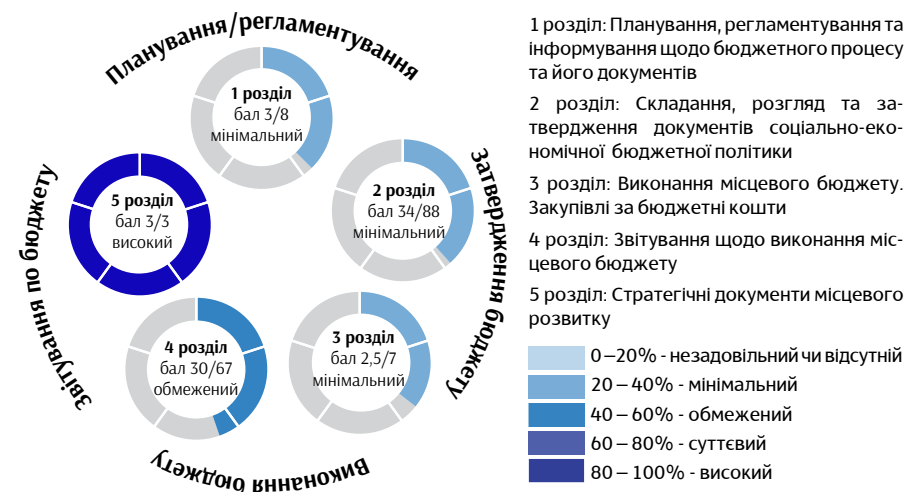 Планування/регламентування
Затвердження бюджету
Виконання бюджету
Звітування по бюджету
1 розділ
бал 3/8
мінімальний
2 розділ
бал 34/88
мінімальний
3 розділ
бал 2,5/7
мінімальний
4 розділ
бал 30/67
обмежений
5 розділ
бал 3/3
високий
1 розділ: Планування, регламентування та
інформування щодо бюджетного процесу
та його документів
2 розділ: Складання, розгляд та за-
твердження документів соціально-еко-
номічної бюджетної політики
3 розділ: Виконання місцевого бюджету.
Закупівлі за бюджетні кошти
4 розділ: Звітування щодо виконання міс-
цевого бюджету
5 розділ: Стратегічні документи місцевого
розвитку
0–20% - незадовільний чи відсутній
20 – 40% - мінімальний
40 – 60% - обмежений
60 – 80% - суттєвий
80 – 100% - високий